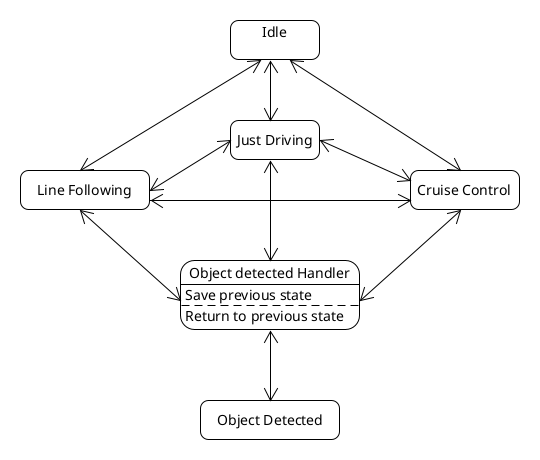 Idle
Just Driving
Line Following
Cruise Control
Object detected Handler
Save previous state
Return to previous state
Object Detected